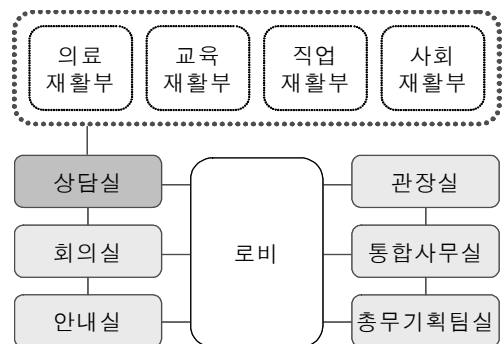 의료
재활부
교육
재활부
직업
재활부
사회
재활부
상담실
관장실
회의실
로비
통합사무실
안내실
총무기획팀실